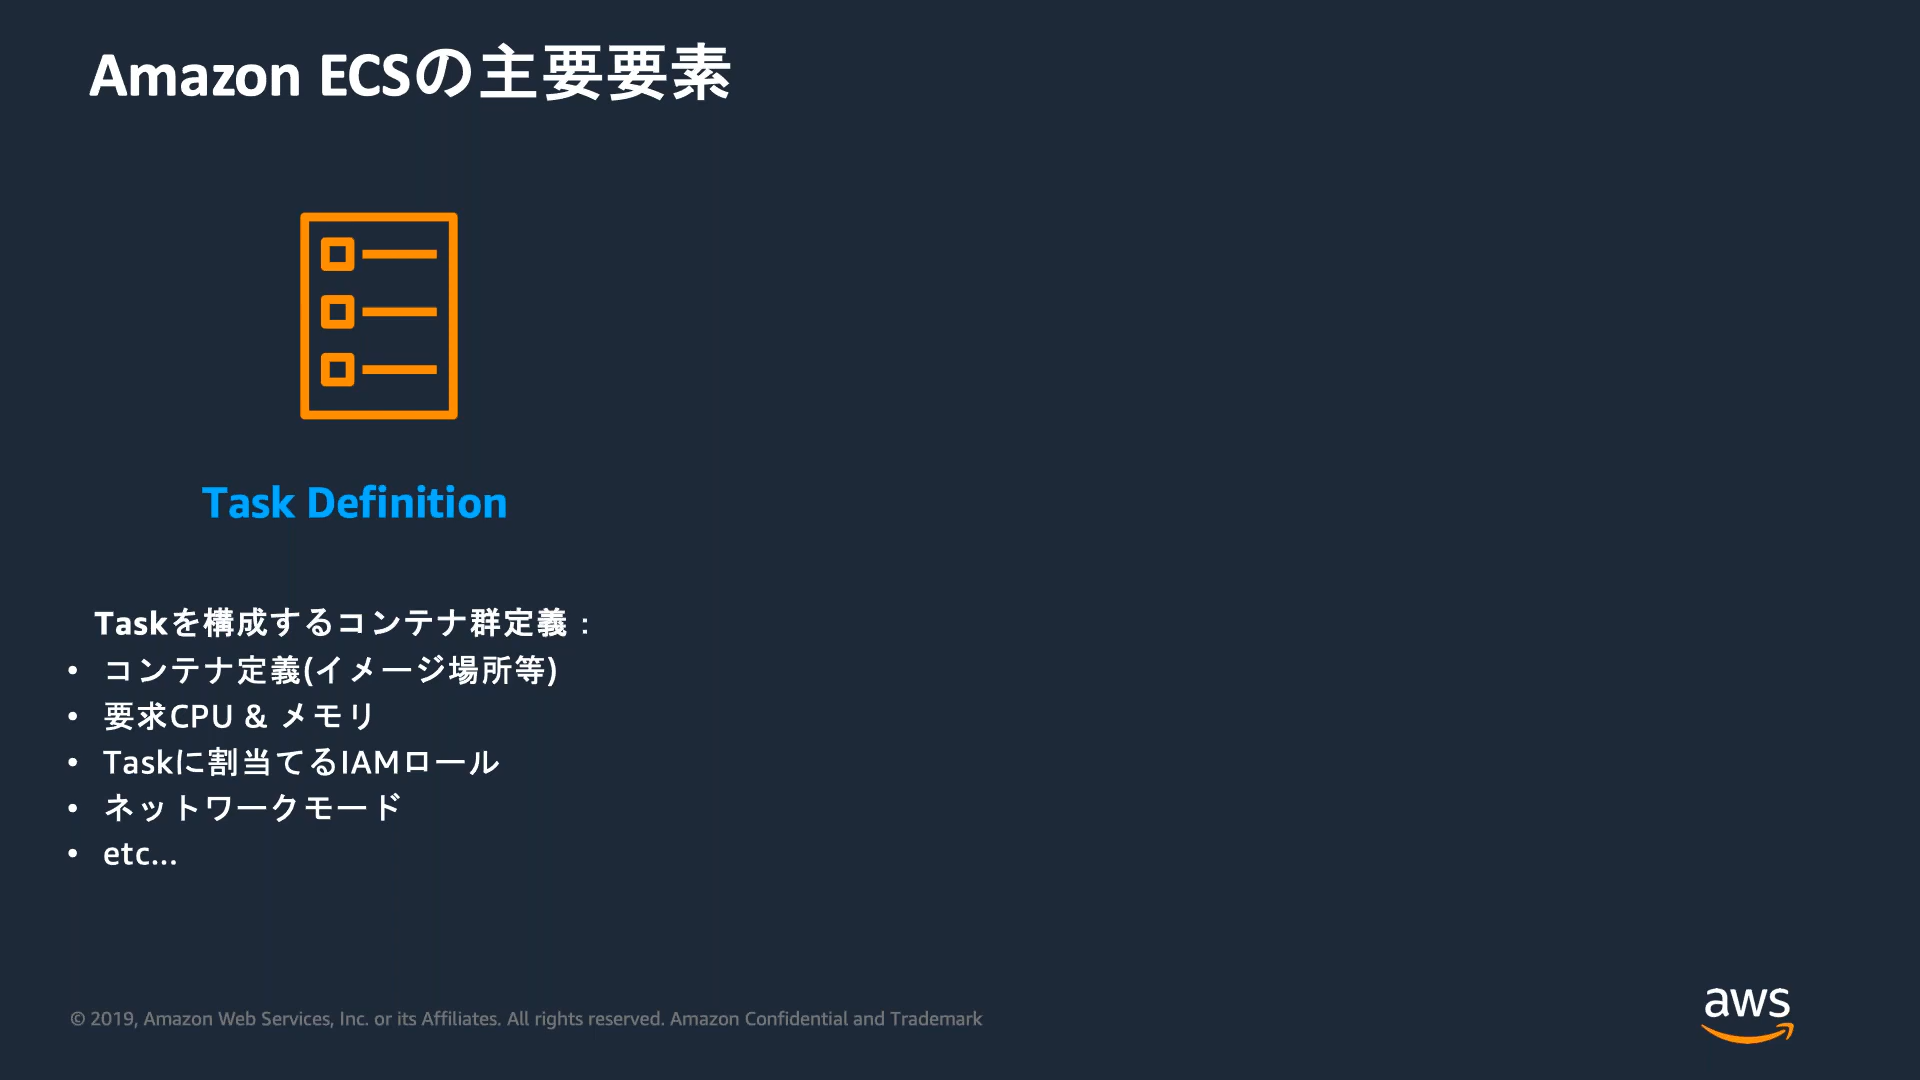 Amazon ECSの主要要素
Task Definition
Taskを構成するコンテナ群定義：
• コンテナ定義(イメージ場所等)
• 要求CPU & メモリ
• Taskに割当てるIAMロール
• ネットワークモード
• etc...
© 2019, Amazon Web Services, Inc. or its Affiliates. All rights reserved. Amazon Confidential and Trademark
aws